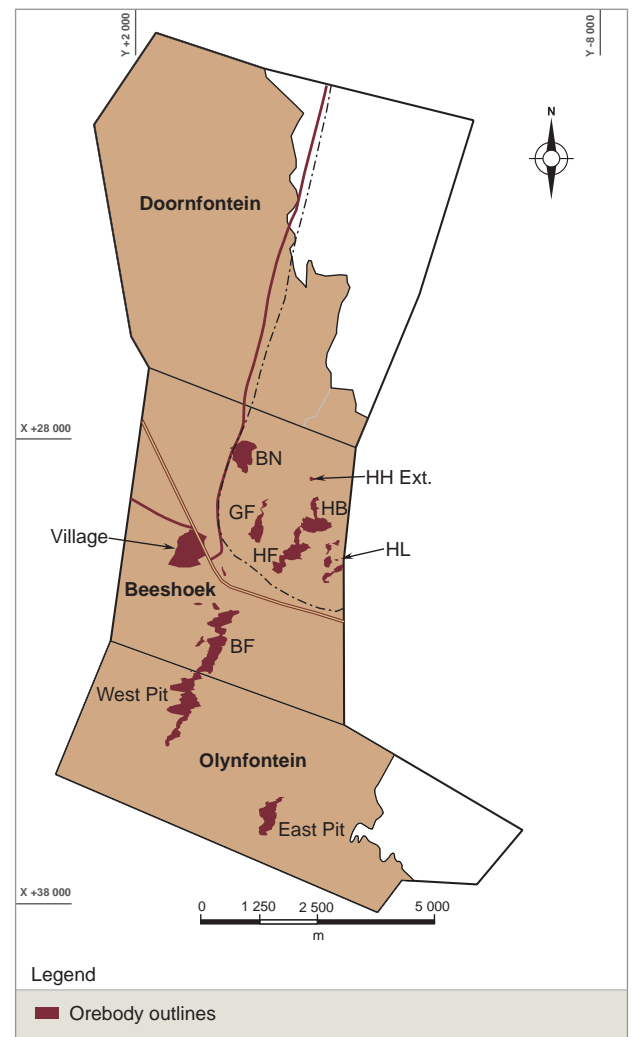 Y +2 000
Y -8 000
N
Doornfontein
X +28 000
BN
HH Ext.
GF
HB
Village
HF
HL
Beeshoek
BF
West Pit
Olynfontein
East Pit
X +38 000
0 1 250 2 500 5 000
m
Legend
Orebody outlines